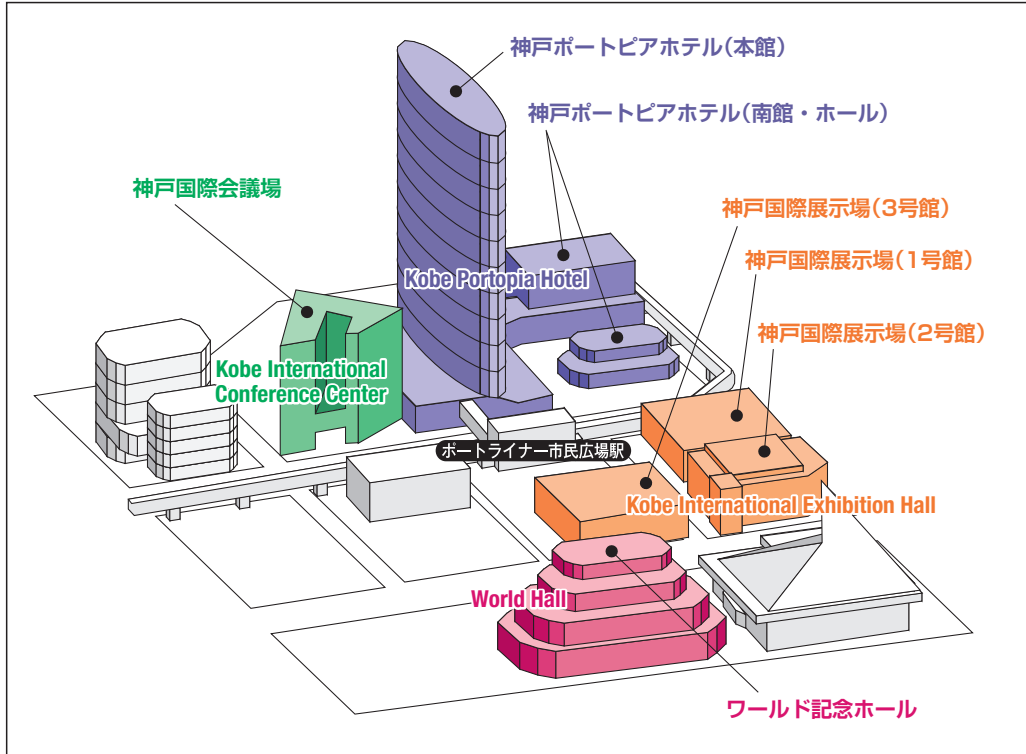 神戸ポートピアホテル(本館)
神戸ポートピアホテル(南館・ホール)
神戸国際会議場
神戸国際展示場(3号館)
神戸国際展示場(1号館)
Kobe Portopia Hotel
神戸国際展示場(2号館)
Kobe International
Conference Center
ポートライナー市民広場駅
Kobe International Exhibition Hall
World Hall
ワールド記念ホール